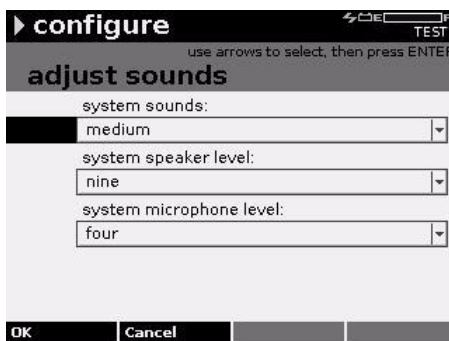 configure
E F
TEST
use arrows to select, then press ENTER
adjust sounds
system sounds:
medium
system speaker level:
nine
system microphone level:
four
OK Cancel